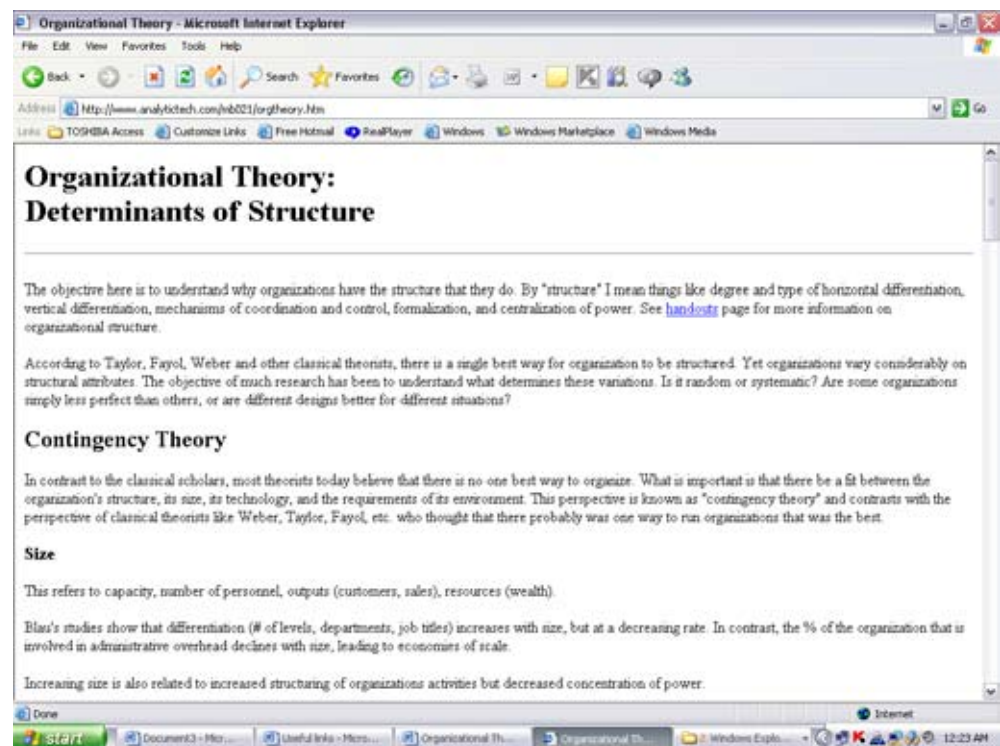 Organizational Theory - Microsoft Internet Explorer
File Edit View Favorites Tools Help
Back Search Favorites
Address http://www.analytictech.com/mb021/orgtheory.htm Go
Links TOSHIBA Access Customize Links Free Hotmail RealPlayer Windows Windows Marketplace Windows Media
Organizational Theory:
Determinants of Structure
The objective here is to understand why organizations have the structure that they do. By "structure" I mean things like degree and type of horizontal differentiation,
vertical differentiation, mechanisms of coordination and control, formalization, and centralization of power. See handouts page for more information on
organizational structure.
According to Taylor, Fayol, Weber and other classical theorists, there is a single best way for organization to be structured. Yet organizations vary considerably on
structural attributes. The objective of much research has been to understand what determines these variations. Is it random or systematic? Are some organizations
simply less perfect than others, or are different designs better for different situations?
Contingency Theory
In contrast to the classical scholars, most theorists today believe that there is no one best way to organize. What is important is that there be a fit between the
organization's structure, its size, its technology, and the requirements of its environment. This perspective is known as "contingency theory" and contrasts with the
perspective of classical theorists like Weber, Taylor, Fayol, etc. who thought that there probably was one way to run organizations that was the best.
Size
This refers to capacity, number of personnel, outputs (customers, sales), resources (wealth).
Blau's studies show that differentiation (# of levels, departments, job titles) increases with size, but at a decreasing rate. In contrast, the % of the organization that is
involved in administrative overhead declines with size, leading to economies of scale.
Increasing size is also related to increased structuring of organizations activities but decreased concentration of power.
Done Internet
start Document3 - Micr... Useful links - Micro... Organizational Th... Organizational Th... 2 Windows Explo... 12:23 AM